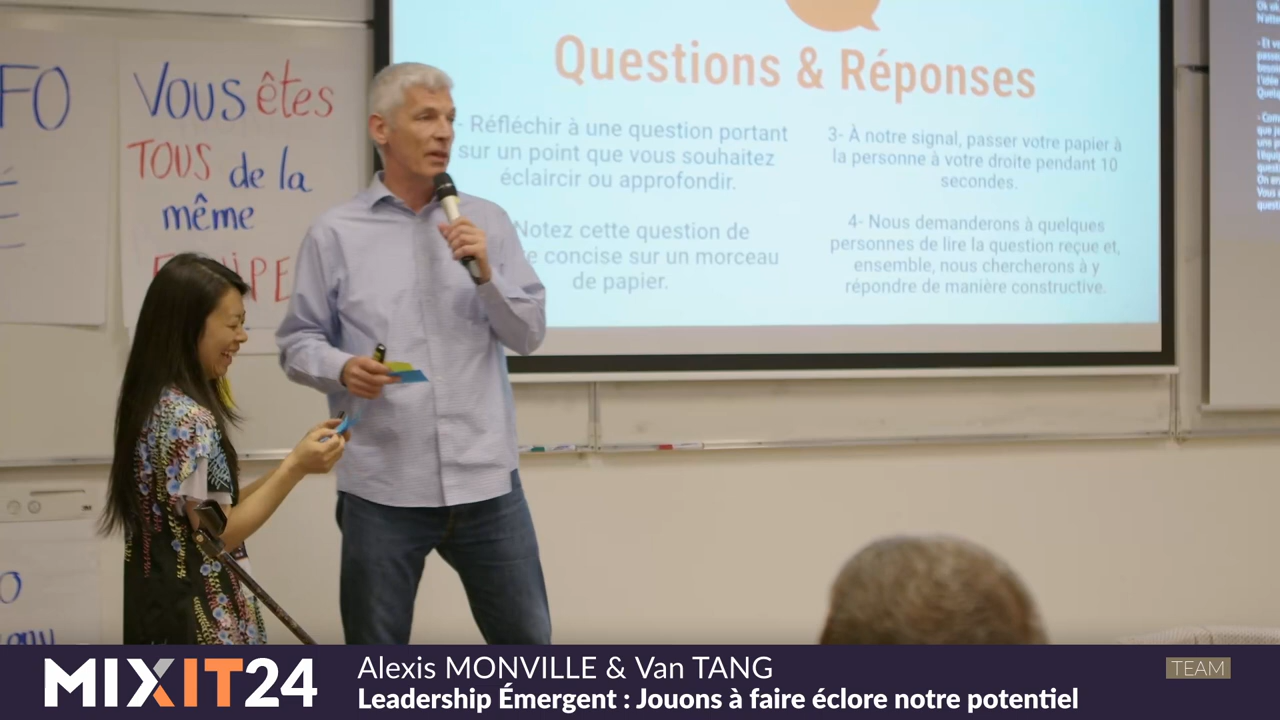 FO
Vous êtes
TOUS de la
même
Questions & Réponses
- Réfléchir à une question portant
sur un point que vous souhaitez
éclaircir ou approfondir.
Notez cette question de
concise sur un morceau
de papier.
3- À notre signal, passer votre papier à
la personne à votre droite pendant 10
secondes.
4- Nous demanderons à quelques
personnes de lire la question reçue et,
ensemble, nous chercherons à y
répondre de manière constructive.
MIXIT24
Alexis MONVILLE & Van TANG
Leadership Émergent : Jouons à faire éclore notre potentiel
TEAM